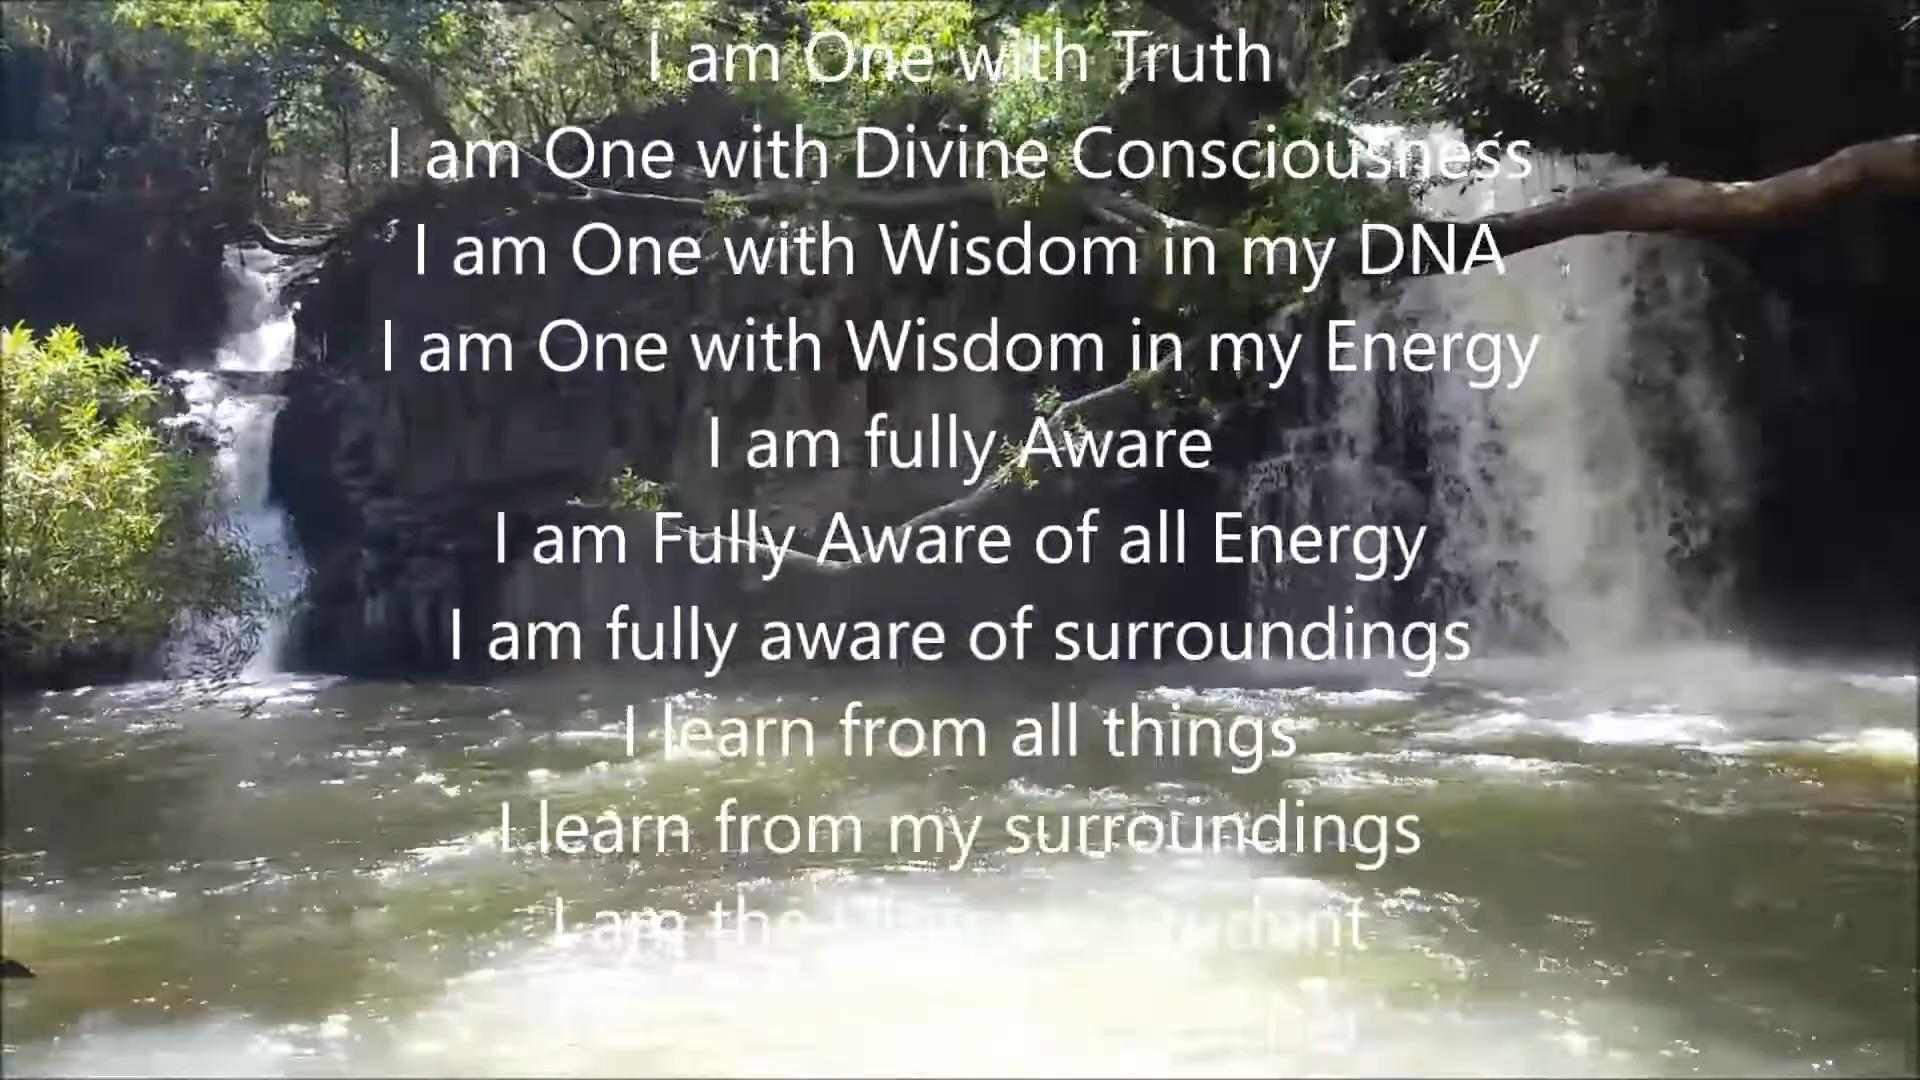 I am One with Truth
I am One with Divine Consciousness
I am One with Wisdom in my DNA
I am One with Wisdom in my Energy
I am fully Aware
I am Fully Aware of all Energy
I am fully aware of surroundings
I learn from all things
I learn from my surroundings
I am the Student